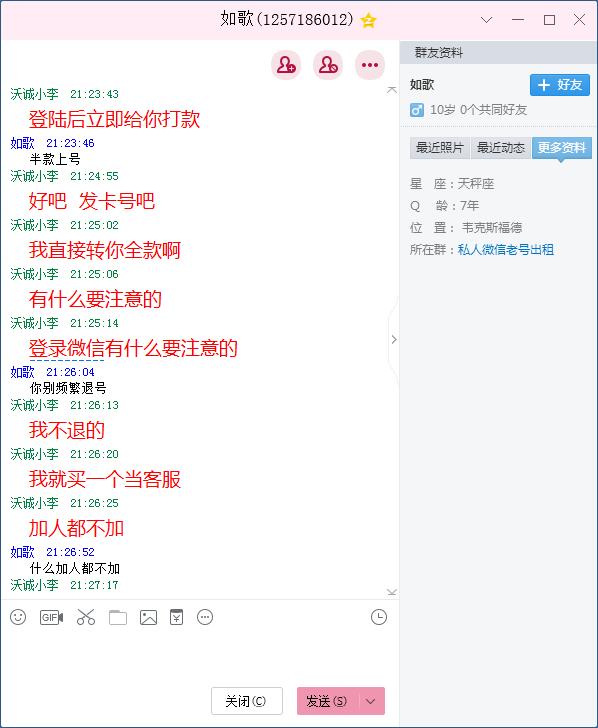 如歌(1257186012)
沃诚小李 21:23:43
登陆后立即给你打款
如歌 21:23:46
半款上号
沃诚小李 21:24:55
好吧 发卡号吧
沃诚小李 21:25:02
我直接转你全款啊
沃诚小李 21:25:06
有什么要注意的
沃诚小李 21:25:14
登录微信有什么要注意的
如歌 21:26:04
你别频繁退号
沃诚小李 21:26:13
我不退的
沃诚小李 21:26:20
我就买一个当客服
沃诚小李 21:26:25
加人都不加
如歌 21:26:52
什么加人都不加
沃诚小李 21:27:17
GIF
关闭(C)
发送(S)
群友资料
如歌
+ 好友
10岁 0个共同好友
最近照片 最近动态 更多资料
星 座：天秤座
Q 龄：7年
位 置： 韦克斯福德
所在群：私人微信老号出租